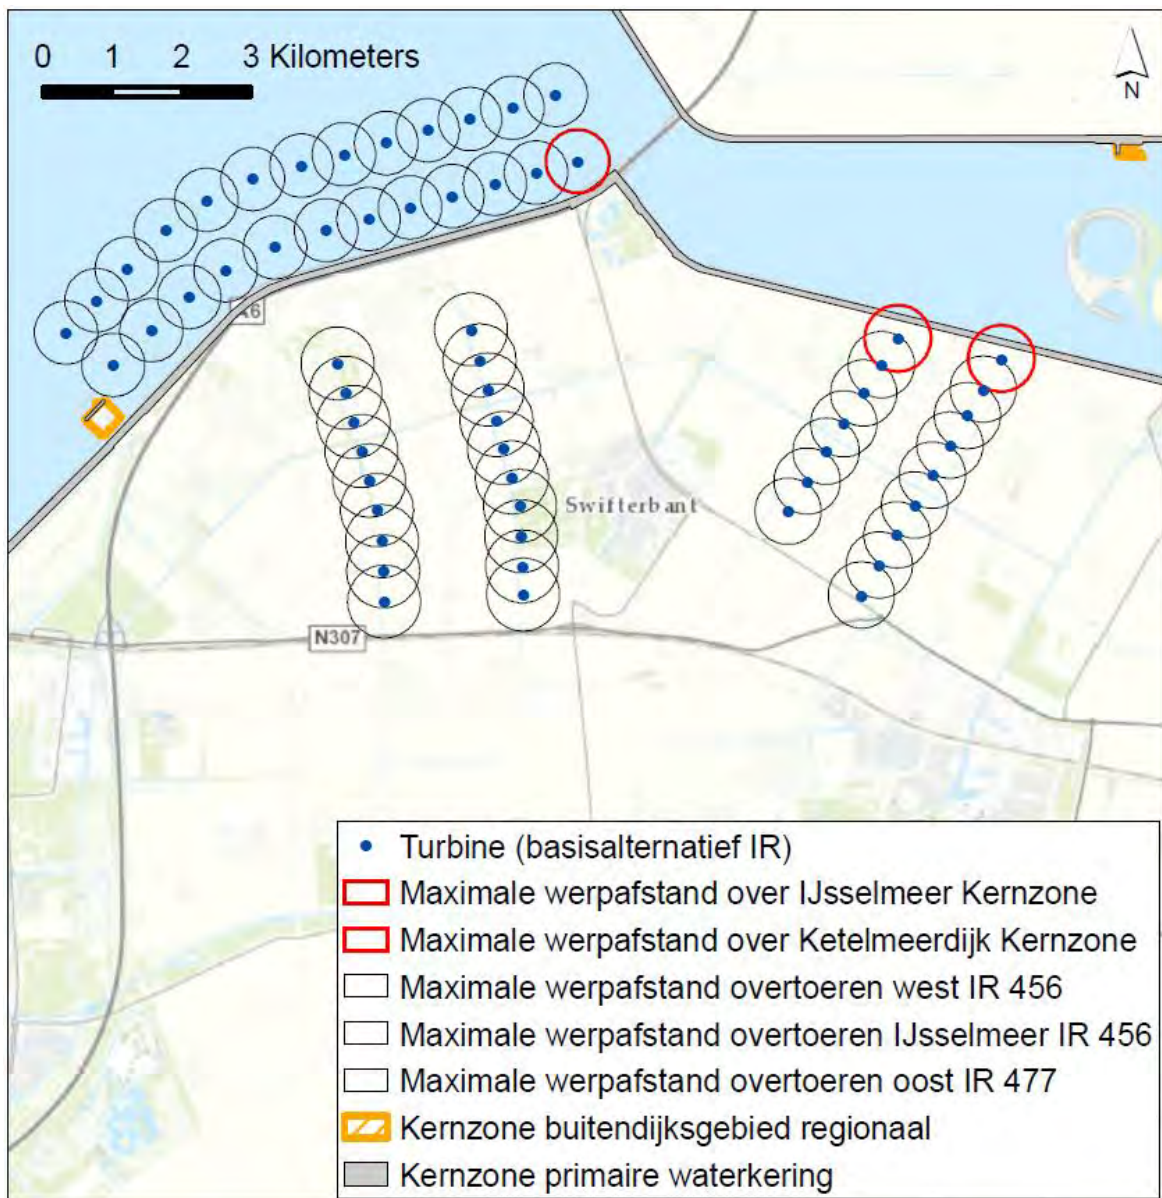 0 1 2 3 Kilometers
N
A6
Swifterbant
N307
Turbine (basisalternatief IR)
Maximale werpafstand over IJsselmeer Kernzone
Maximale werpafstand over Ketelmeerdijk Kernzone
Maximale werpafstand overtoeren west IR 456
Maximale werpafstand overtoeren IJsselmeer IR 456
Maximale werpafstand overtoeren oost IR 477
Kernzone buitendijksgebied regionaal
Kernzone primaire waterkering